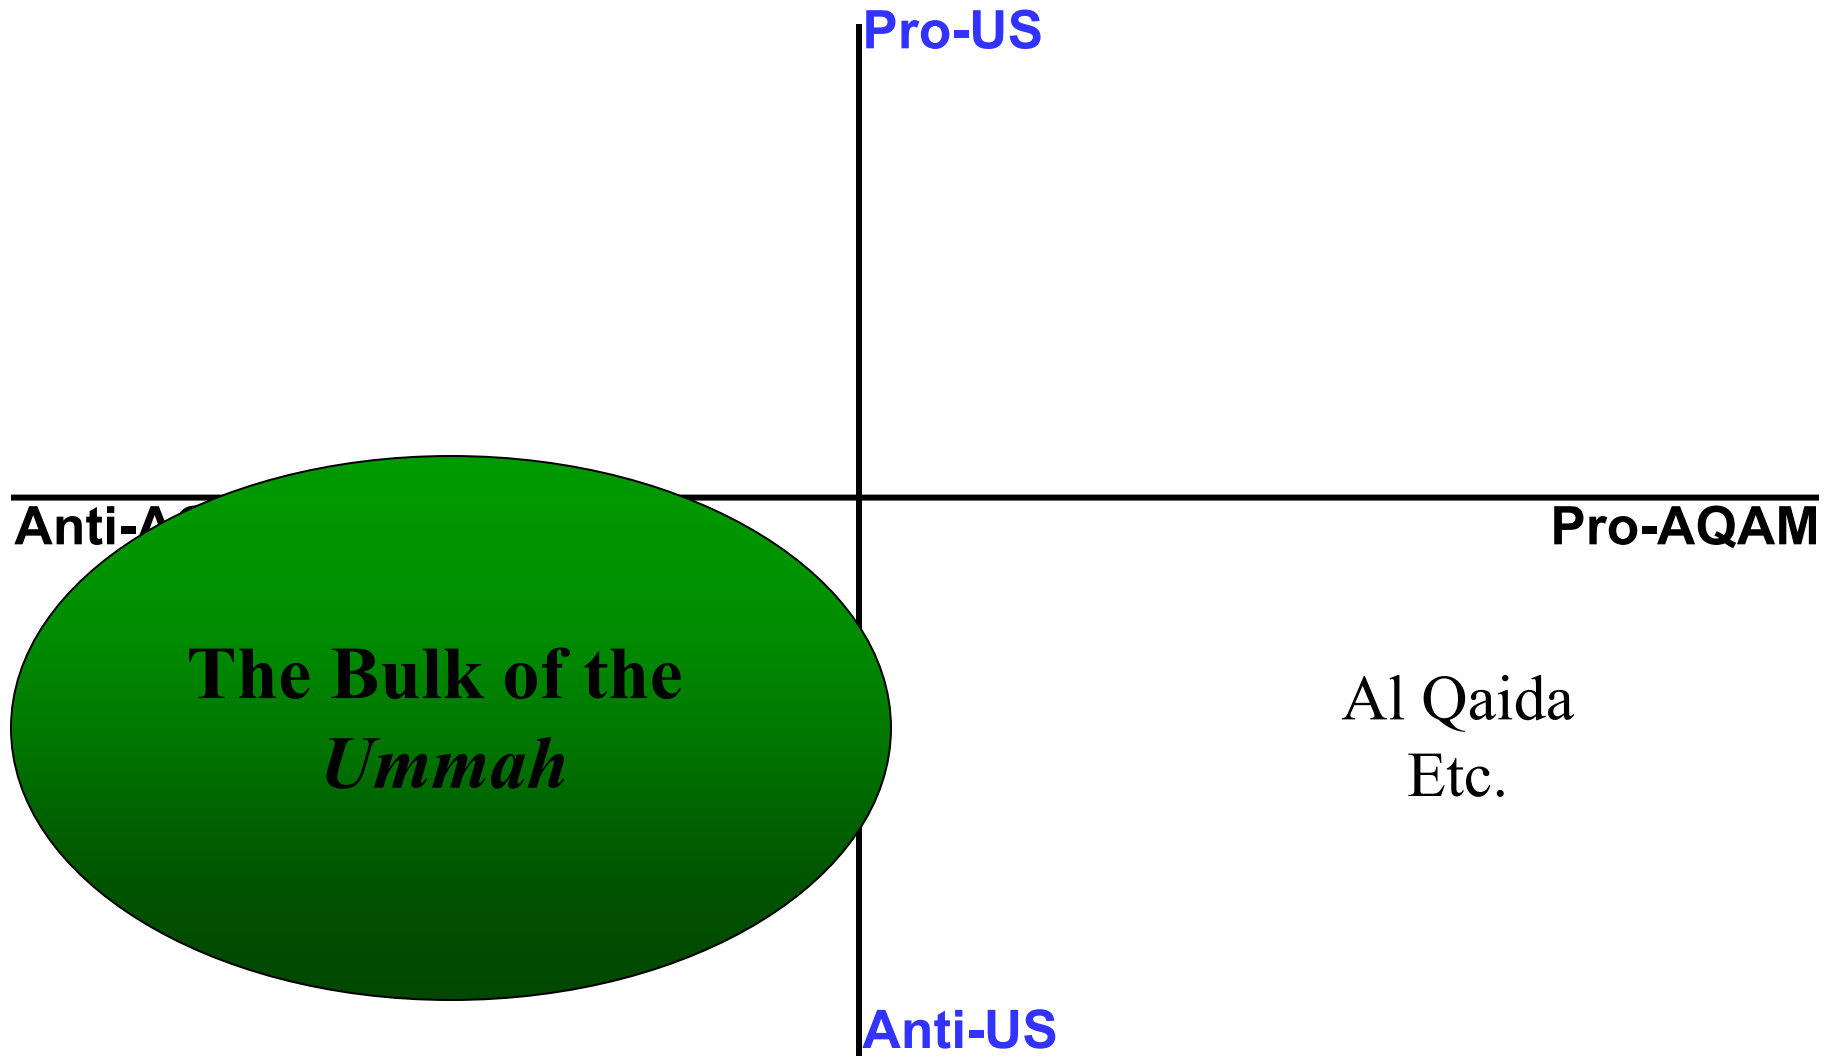 Pro-US
Anti-
Pro-AQAM
The Bulk of the
Ummah
Al Qaida
Etc.
Anti-US